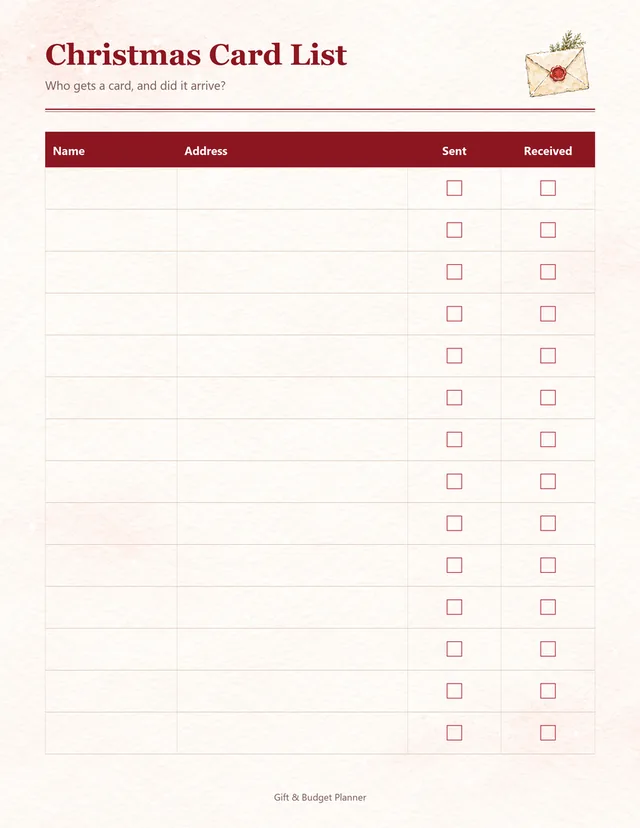 Christmas Card List
Who gets a card, and did it arrive?
Name Address Sent Received
Gift & Budget Planner